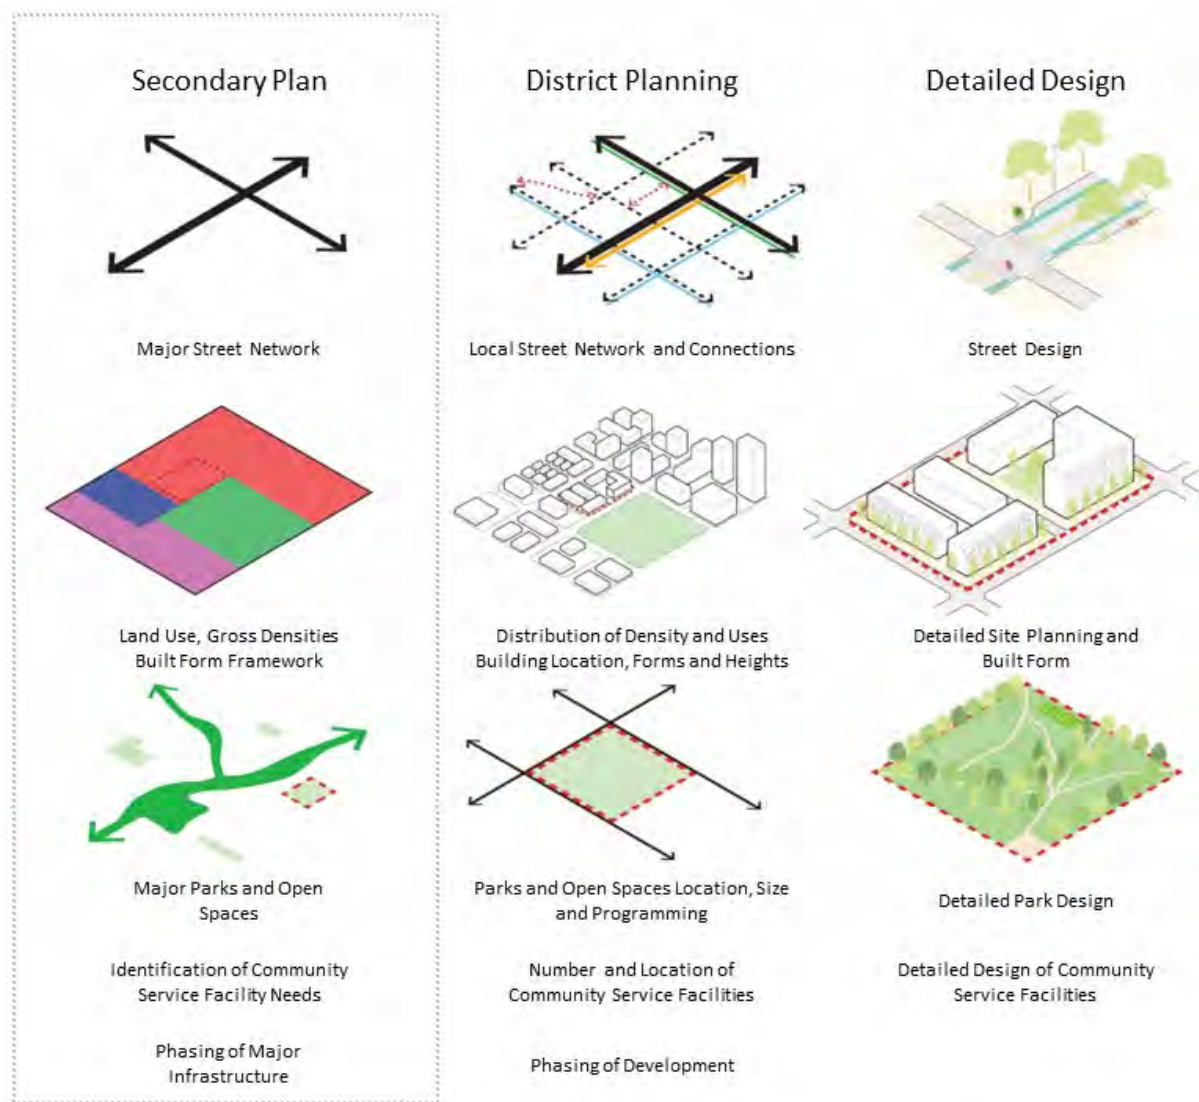 Secondary Plan
District Planning
Detailed Design
Major Street Network
Local Street Network and Connections
Street Design
Land Use, Gross Densities
Built Form Framework
Distribution of Density and Uses
Building Location, Forms and Heights
Detailed Site Planning and
Built Form
Major Parks and Open
Spaces
Parks and Open Spaces Location, Size
and Programming
Detailed Park Design
Identification of Community
Service Facility Needs
Number and Location of
Community Service Facilities
Detailed Design of Community
Service Facilities
Phasing of Major
Infrastructure
Phasing of Development